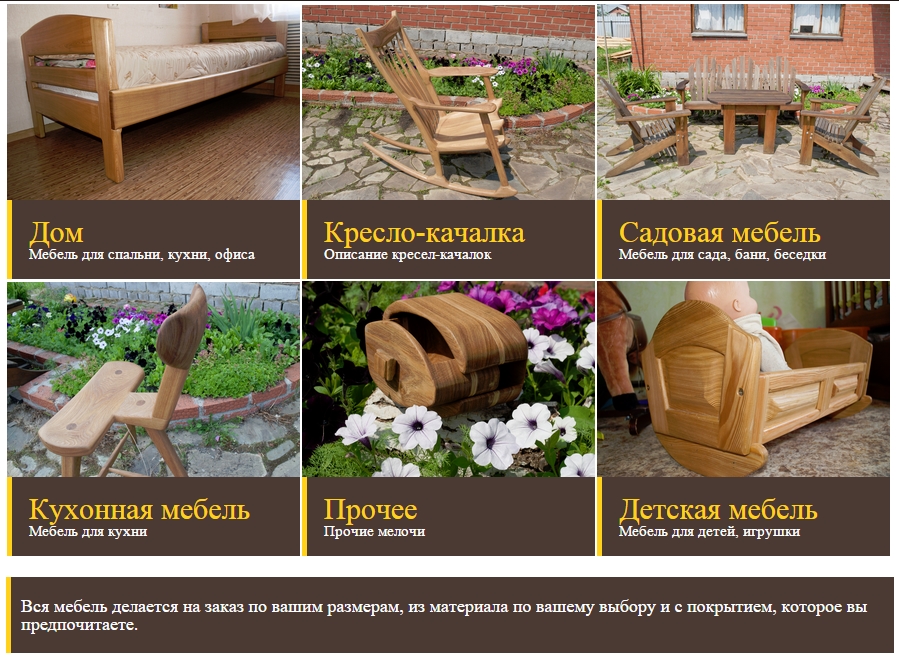 Дом
Мебель для спальни, кухни, офиса
Кресло-качалка
Описание кресел-качалок
Садовая мебель
Мебель для сада, бани, беседки
Кухонная мебель
Мебель для кухни
Прочее
Прочие мелочи
Детская мебель
Мебель для детей, игрушки
Вся мебель делается на заказ по вашим размерам, из материала по вашему выбору и с покрытием, которое вы
предпочитаете.